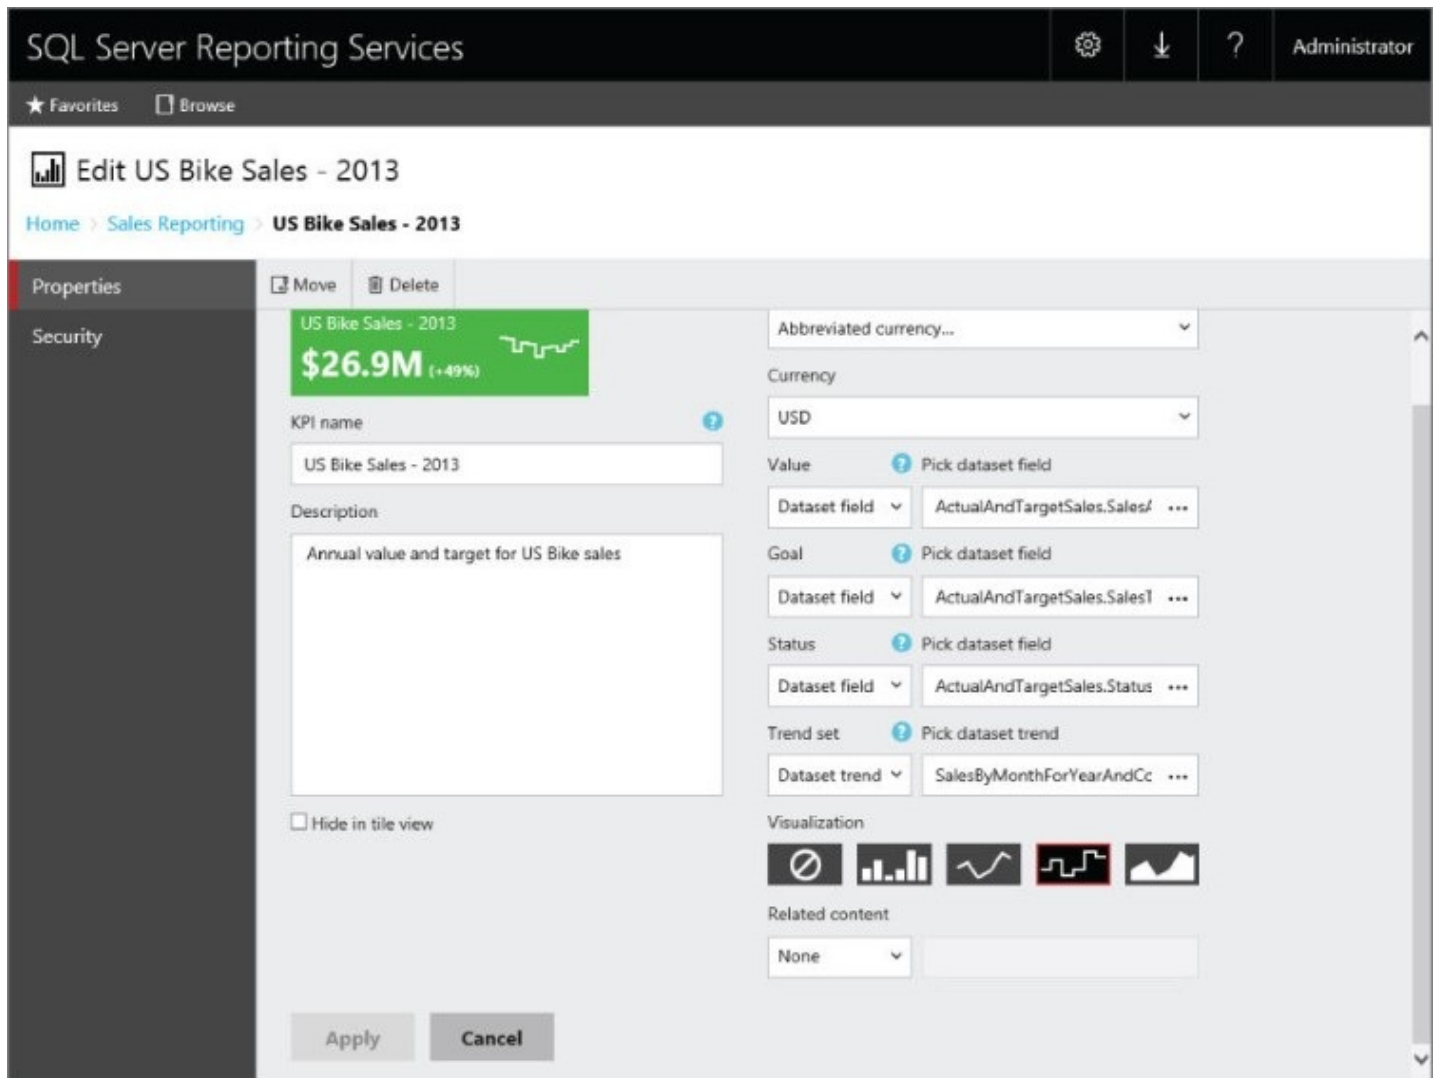 SQL Server Reporting Services
? Administrator
Favorites Browse
Edit US Bike Sales - 2013
Home > Sales Reporting > US Bike Sales - 2013
Properties
Security
Move Delete
US Bike Sales - 2013
$26.9M (+49%)
KPI name ?
US Bike Sales - 2013
Description
Annual value and target for US Bike sales
Hide in tile view
Abbreviated currency...
Currency
USD
Value ? Pick dataset field
Dataset field ActualAndTargetSales.SalesA ...
Goal ? Pick dataset field
Dataset field ActualAndTargetSales.SalesT ...
Status ? Pick dataset field
Dataset field ActualAndTargetSales.Status ...
Trend set ? Pick dataset trend
Dataset trend SalesByMonthForYearAndCo ...
Visualization
Related content
None
Apply Cancel